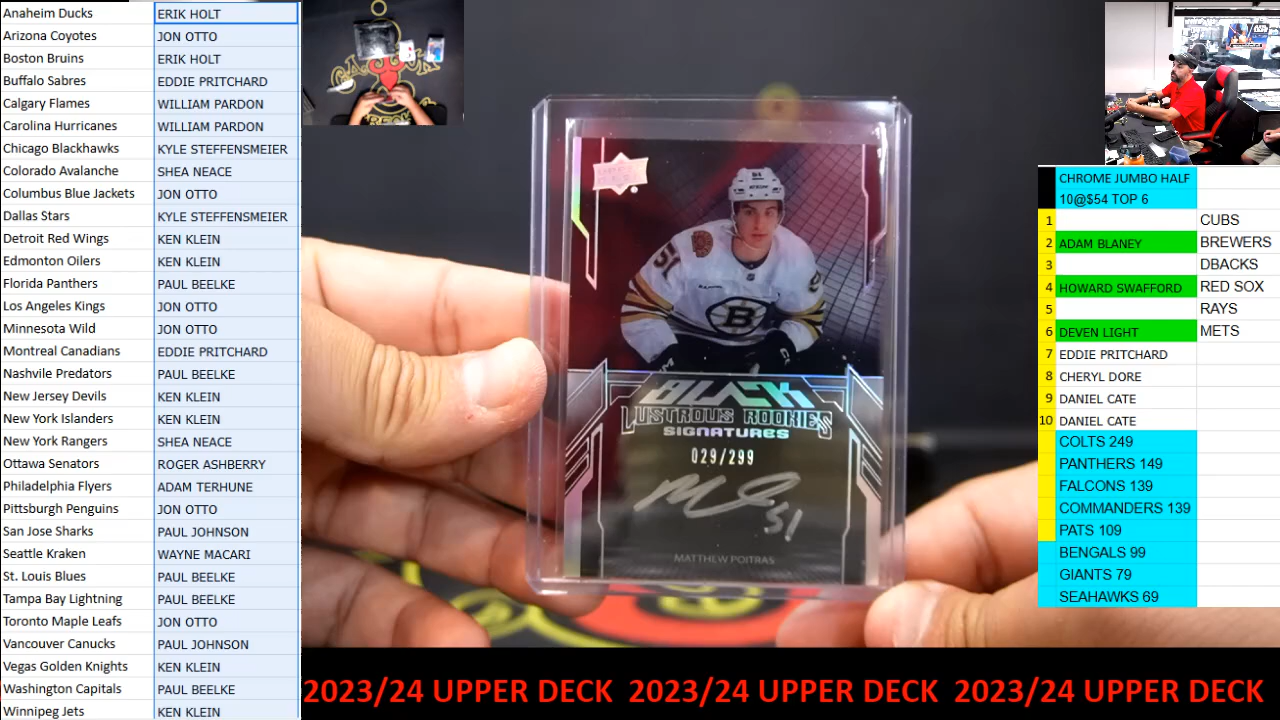 Anaheim Ducks ERIK HOLT
Arizona Coyotes JON OTTO
Boston Bruins ERIK HOLT
Buffalo Sabres EDDIE PRITCHARD
Calgary Flames WILLIAM PARDON
Carolina Hurricanes WILLIAM PARDON
Chicago Blackhawks KYLE STEFFENSMEIER
Colorado Avalanche SHEA NEACE
Columbus Blue Jackets JON OTTO
Dallas Stars KYLE STEFFENSMEIER
Detroit Red Wings KEN KLEIN
Edmonton Oilers KEN KLEIN
Florida Panthers PAUL BEELKE
Los Angeles Kings JON OTTO
Minnesota Wild JON OTTO
Montreal Canadians EDDIE PRITCHARD
Nashvile Predators PAUL BEELKE
New Jersey Devils KEN KLEIN
New York Islanders KEN KLEIN
New York Rangers SHEA NEACE
Ottawa Senators ROGER ASHBERRY
Philadelphia Flyers ADAM TERHUNE
Pittsburgh Penguins JON OTTO
San Jose Sharks PAUL JOHNSON
Seattle Kraken WAYNE MACARI
St. Louis Blues PAUL BEELKE
Tampa Bay Lightning PAUL BEELKE
Toronto Maple Leafs JON OTTO
Vancouver Canucks PAUL JOHNSON
Vegas Golden Knights KEN KLEIN
Washington Capitals PAUL BEELKE
Winnipeg Jets KEN KLEIN
51
B
BLACK
LUSTROUS ROOKIES
SIGNATURES
029/299
51
MATTHEW POITRAS
CHROME JUMBO HALF
10@$54 TOP 6
1 CUBS
2 ADAM BLANEY BREWERS
3 DBACKS
4 HOWARD SWAFFORD RED SOX
5 RAYS
6 DEVEN LIGHT METS
7 EDDIE PRITCHARD
8 CHERYL DORE
9 DANIEL CATE
10 DANIEL CATE
COLTS 249
PANTHERS 149
FALCONS 139
COMMANDERS 139
PATS 109
BENGALS 99
GIANTS 79
SEAHAWKS 69
2023/24 UPPER DECK 2023/24 UPPER DECK 2023/24 UPPER DECK